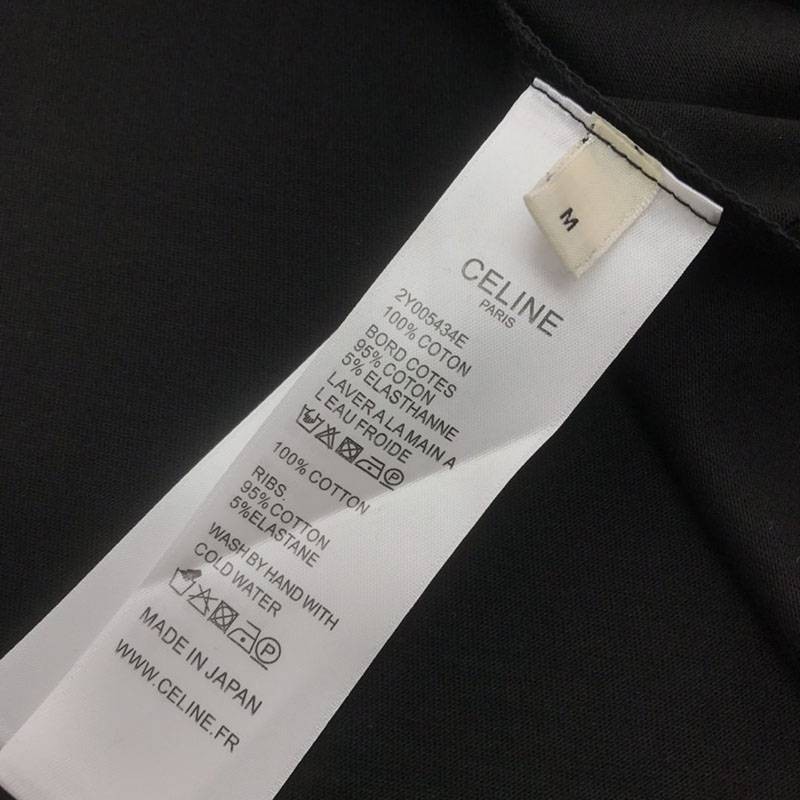 M
CELINE
PARIS
2Y005434E
100% COTON
BORD COTES
95% COTON
5% ELASTHANNE
LAVER A LA MAIN A
L EAU FROIDE
P
100% COTTON
RIBS.
95% COTTON
5%ELASTANE
WASH BY HAND WITH
COLD WATER
P
MADE IN JAPAN
WWW.CELINE.FR